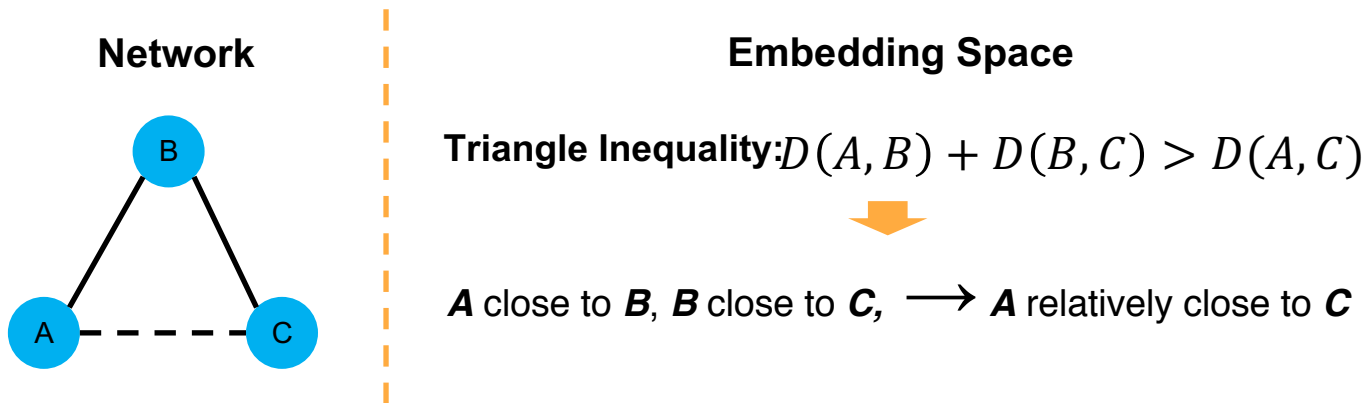 Network
B
A
C
Embedding Space
Triangle Inequality: D(A, B) + D(B, C) > D(A, C)
A close to B, B close to C, ⟶ A relatively close to C